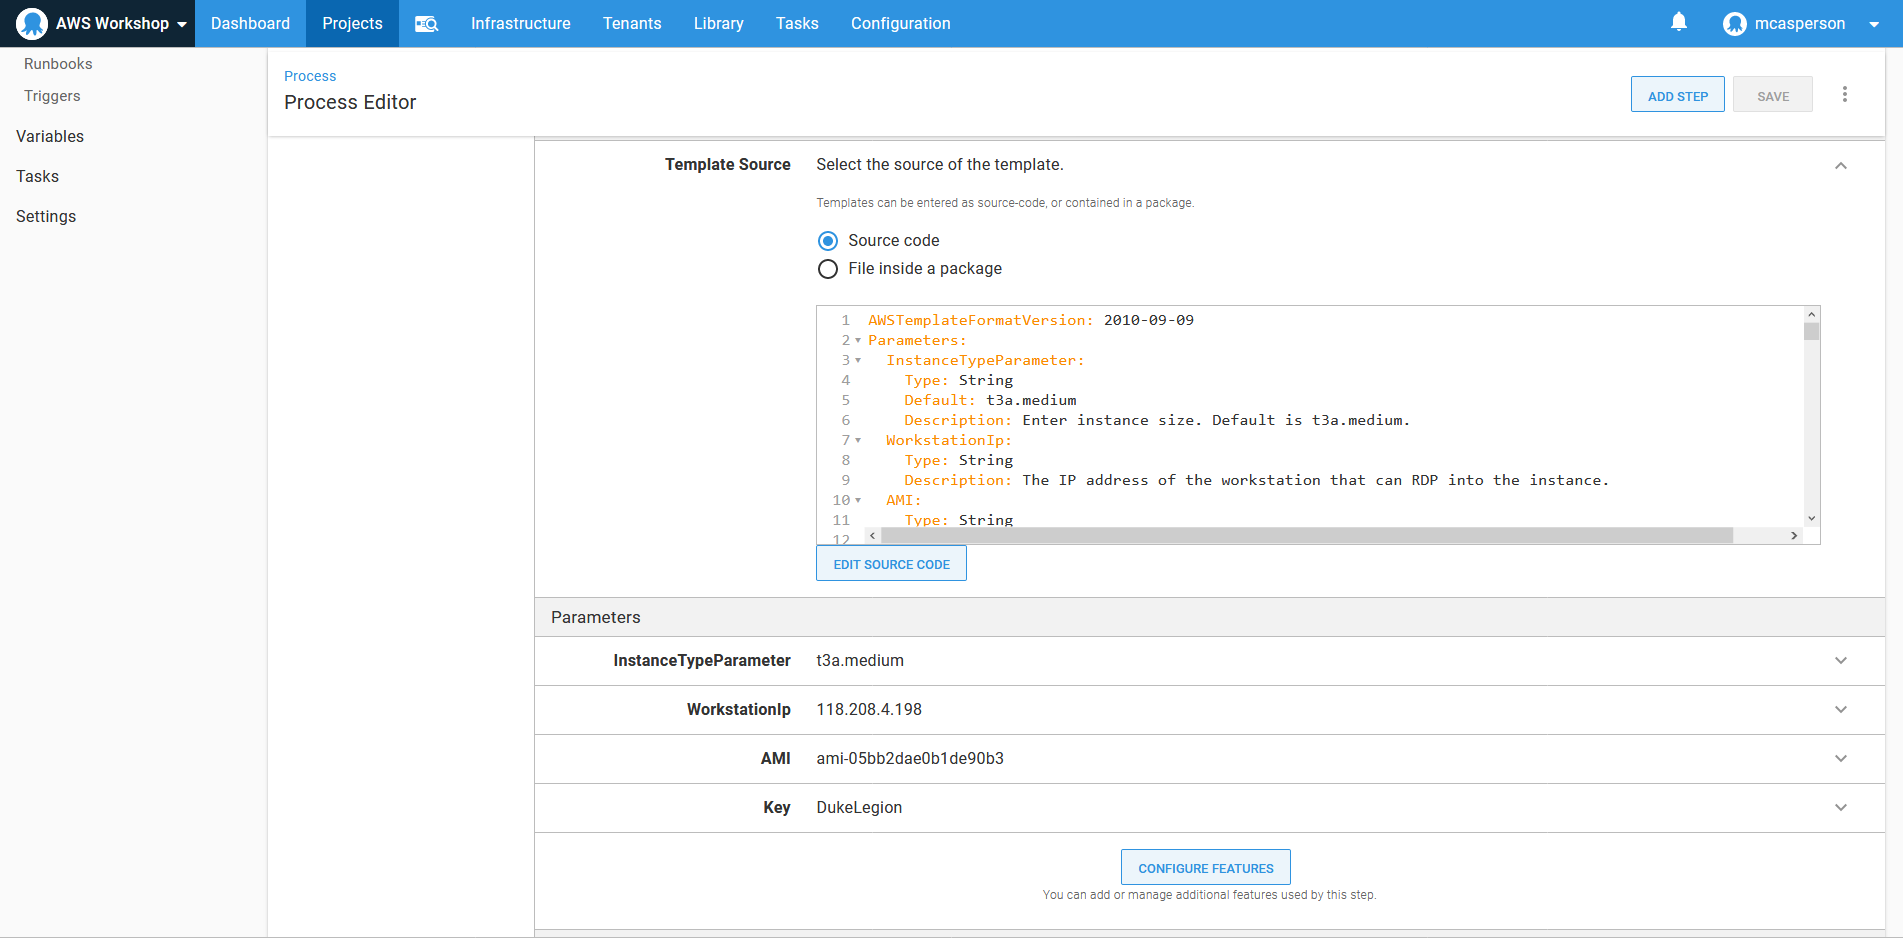 AWS Workshop
Dashboard
Projects
Infrastructure
Tenants
Library
Tasks
Configuration
mcasperson
Runbooks
Triggers
Variables
Tasks
Settings
Process
Process Editor
ADD STEP
SAVE
Template Source
Select the source of the template.
Templates can be entered as source-code, or contained in a package.
Source code
File inside a package
1 AWSTemplateFormatVersion: 2010-09-09
2 Parameters:
3 InstanceTypeParameter:
4 Type: String
5 Default: t3a.medium
6 Description: Enter instance size. Default is t3a.medium.
7 WorkstationIp:
8 Type: String
9 Description: The IP address of the workstation that can RDP into the instance.
10 AMI:
11 Type: String
12
EDIT SOURCE CODE
Parameters
InstanceTypeParameter t3a.medium
WorkstationIp 118.208.4.198
AMI ami-05bb2dae0b1de90b3
Key DukeLegion
CONFIGURE FEATURES
You can add or manage additional features used by this step.